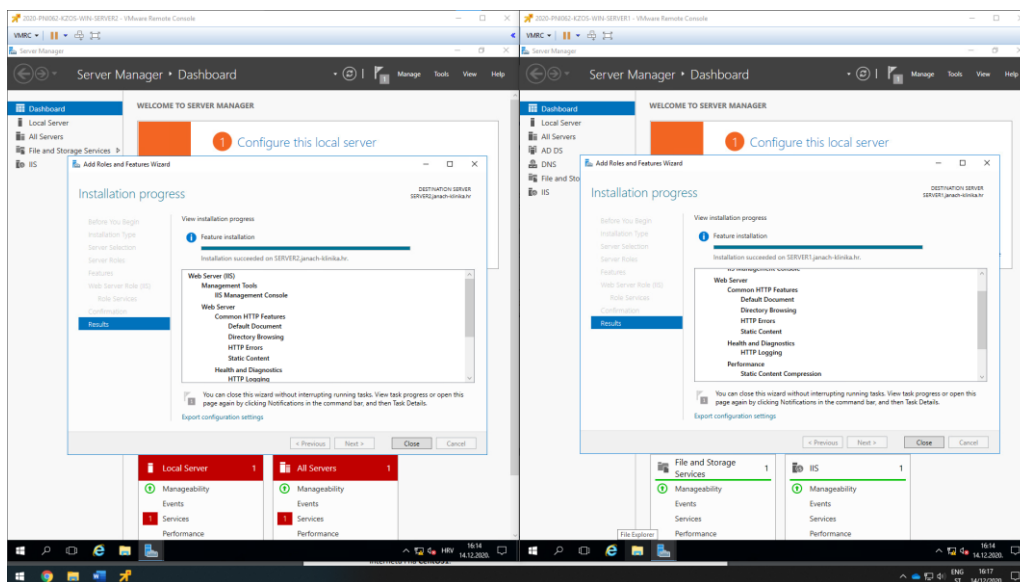 2020-PNI062-KZOS-WIN-SERVER2 - VMware Remote Console
VMRC
Server Manager
Server Manager • Dashboard
Manage Tools View Help
Dashboard
Local Server
All Servers
File and Storage Services
IIS
WELCOME TO SERVER MANAGER
1 Configure this local server
Add Roles and Features Wizard
Installation progress
DESTINATION SERVER
SERVER2.janach-klinika.hr
Before You Begin
Installation Type
Server Selection
Server Roles
Features
Web Server Role (IIS)
Role Services
Confirmation
Results
View installation progress
Feature installation
Installation succeeded on SERVER2.janach-klinika.hr.
Web Server (IIS)
Management Tools
IIS Management Console
Web Server
Common HTTP Features
Default Document
Directory Browsing
HTTP Errors
Static Content
Health and Diagnostics
HTTP Logging
You can close this wizard without interrupting running tasks. View task progress or open this
page again by clicking Notifications in the command bar, and then Task Details.
Export configuration settings
< Previous Next > Close Cancel
Local Server 1
Manageability
Events
1 Services
Performance
All Servers 1
Manageability
Events
1 Services
Performance
HRV
16:14
14.12.2020.
2020-PNI062-KZOS-WIN-SERVER1 - VMware Remote Console
VMRC
Server Manager
Server Manager • Dashboard
Manage Tools View Help
Dashboard
Local Server
All Servers
AD DS
DNS
File and Sto
IIS
WELCOME TO SERVER MANAGER
1 Configure this local server
Add Roles and Features Wizard
Installation progress
DESTINATION SERVER
SERVER1.janach-klinika.hr
Before You Begin
Installation Type
Server Selection
Server Roles
Features
Web Server Role (IIS)
Role Services
Confirmation
Results
View installation progress
Feature installation
Installation succeeded on SERVER1.janach-klinika.hr.
IIS Management Console
Web Server
Common HTTP Features
Default Document
Directory Browsing
HTTP Errors
Static Content
Health and Diagnostics
HTTP Logging
Performance
Static Content Compression
You can close this wizard without interrupting running tasks. View task progress or open this
page again by clicking Notifications in the command bar, and then Task Details.
Export configuration settings
< Previous Next > Close Cancel
File and Storage
Services 1
Manageability
Events
Services
Performance
IIS 1
Manageability
Events
Services
Performance
File Explorer
16:14
14.12.2020.
ENG
ST
16:17
14/12/2020